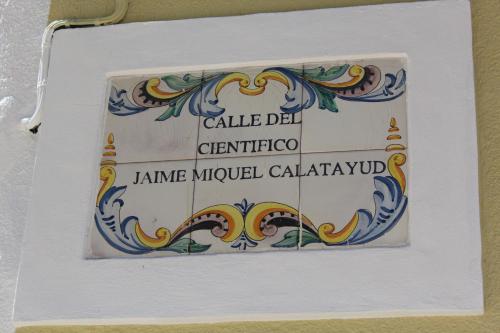 CALLE DEL
CIENTIFICO
JAIME MIQUEL CALATAYUD